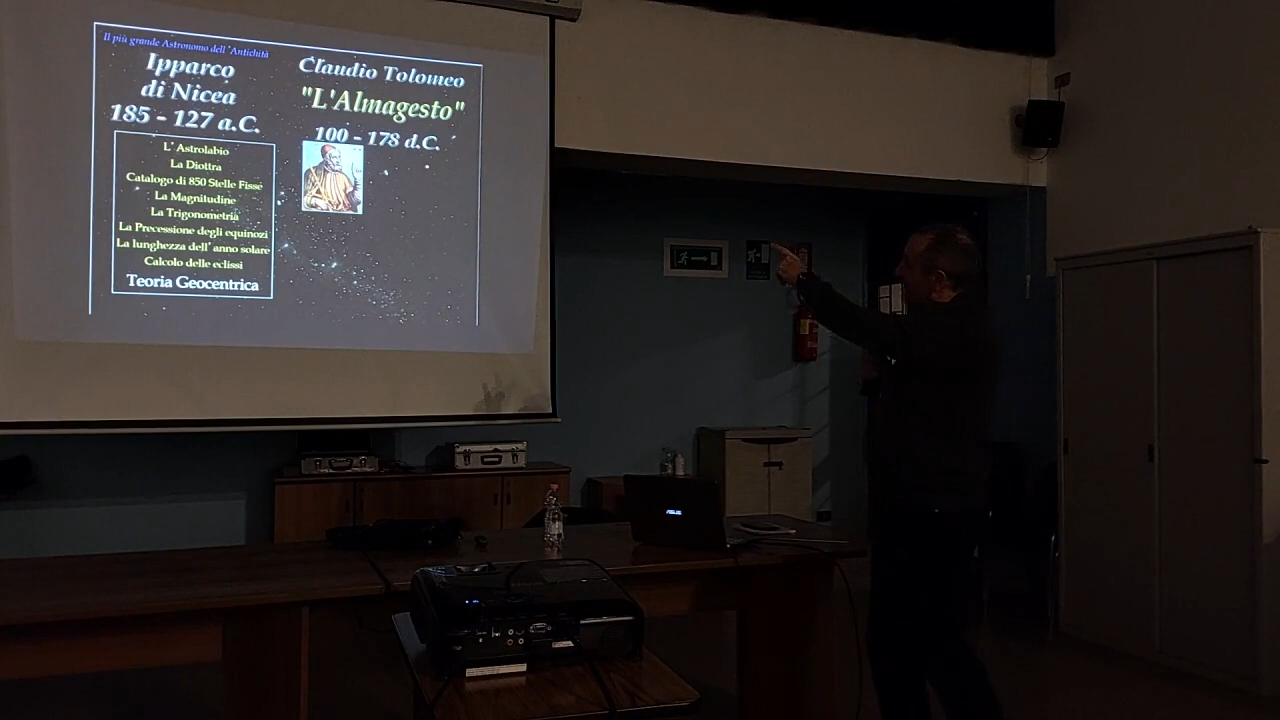 Il più grande Astronomo dell'Antichità
Ipparco
di Nicea
185 - 127 a.C.
L'Astrolabio
La Diottra
Catalogo di 850 Stelle Fisse
La Magnitudine
La Trigonometria
La Precessione degli equinozi
La lunghezza dell'anno solare
Calcolo delle eclissi
Teoria Geocentrica
Claudio Tolomeo
"L'Almagesto"
100 - 178 d.C.
ASUS